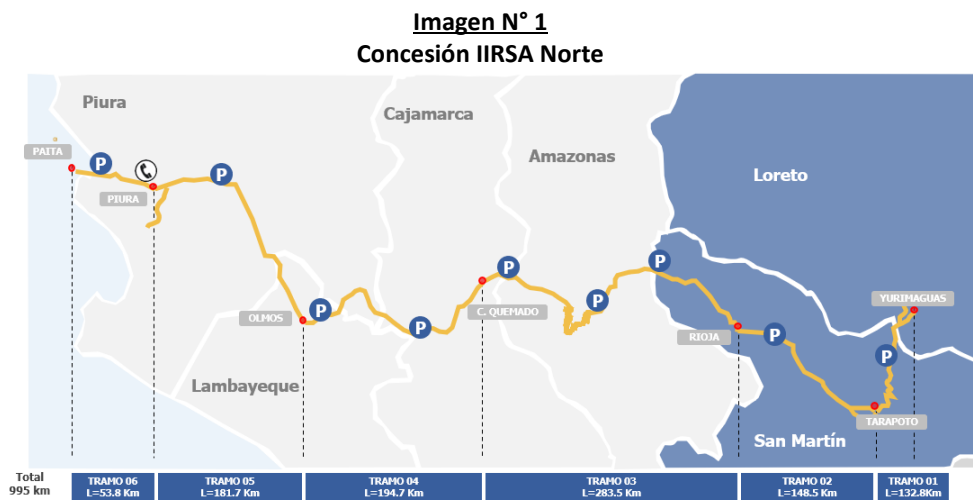 Imagen N° 1
Concesión IIRSA Norte
Piura
Cajamarca
Amazonas
Loreto
PAITA
P
P
PIURA
P
P
YURIMAGUAS
P
P
OLMOS
P
C. QUEMADO
P
RIOJA
P
P
Lambayeque
TARAPOTO
San Martín
Total
995 km
TRAMO 06
L=53.8 Km
TRAMO 05
L=181.7 Km
TRAMO 04
L=194.7 Km
TRAMO 03
L=283.5 Km
TRAMO 02
L=148.5 Km
TRAMO 01
L=132.8Km